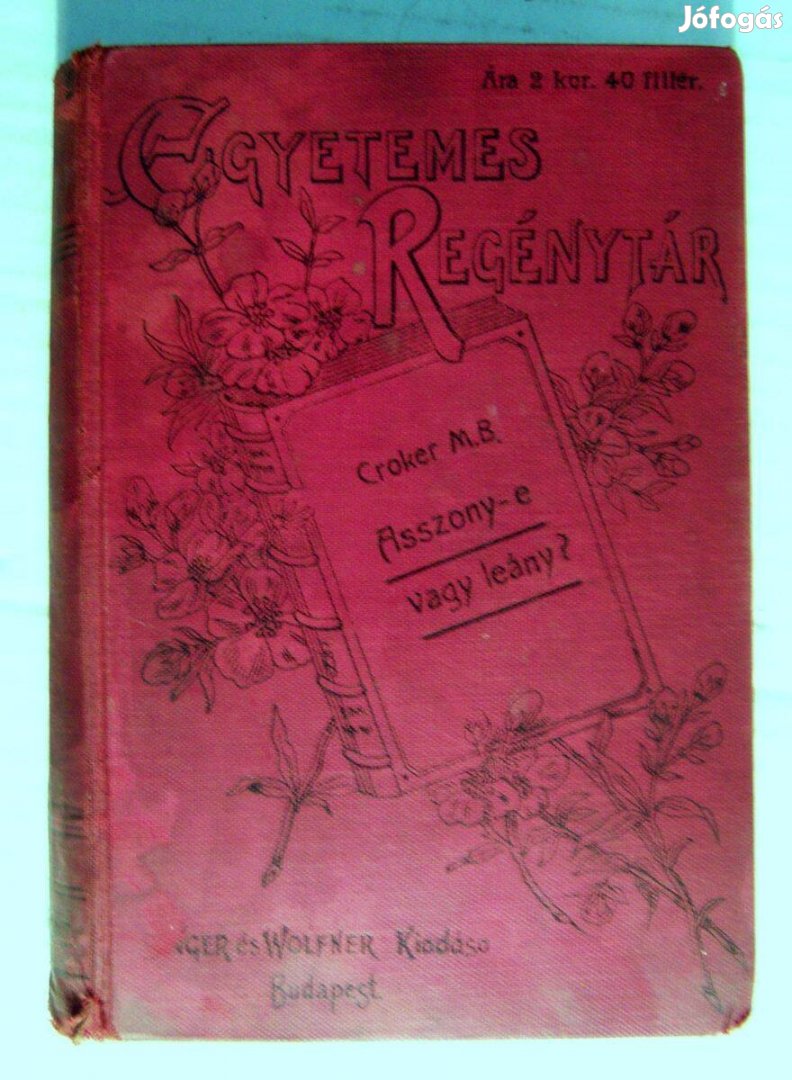 Jófogás
Ára 2 kor. 40 fillér.
EGYETEMES
REGÉNYTÁR
Croker M.B.
Asszony-e
vagy leány?
és WOLFNER Kiadása
Budapest.